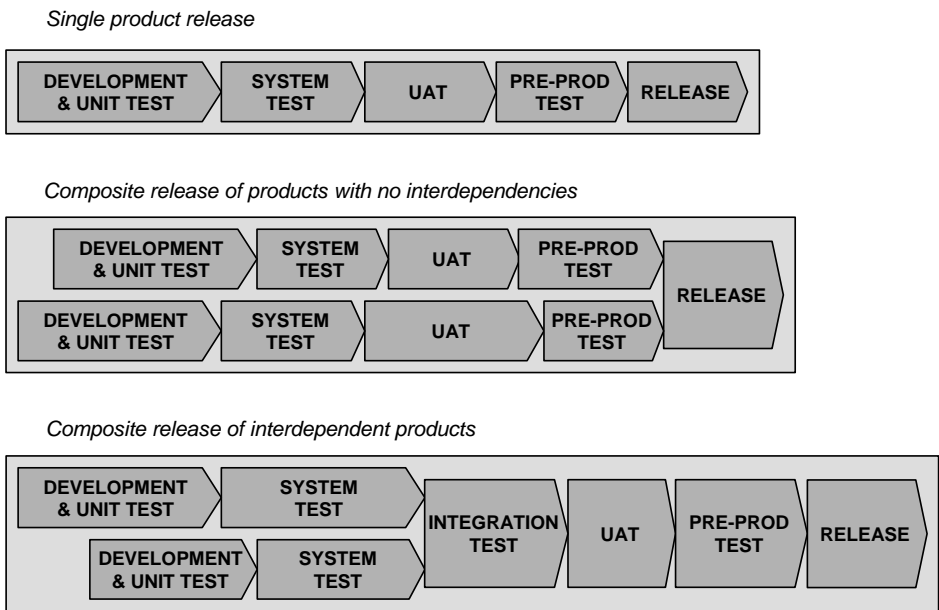 Single product release
DEVELOPMENT
& UNIT TEST
SYSTEM
TEST
UAT
PRE-PROD
TEST
RELEASE
Composite release of products with no interdependencies
DEVELOPMENT
& UNIT TEST
SYSTEM
TEST
UAT
PRE-PROD
TEST
DEVELOPMENT
& UNIT TEST
SYSTEM
TEST
UAT
PRE-PROD
TEST
RELEASE
Composite release of interdependent products
DEVELOPMENT
& UNIT TEST
SYSTEM
TEST
DEVELOPMENT
& UNIT TEST
SYSTEM
TEST
INTEGRATION
TEST
UAT
PRE-PROD
TEST
RELEASE